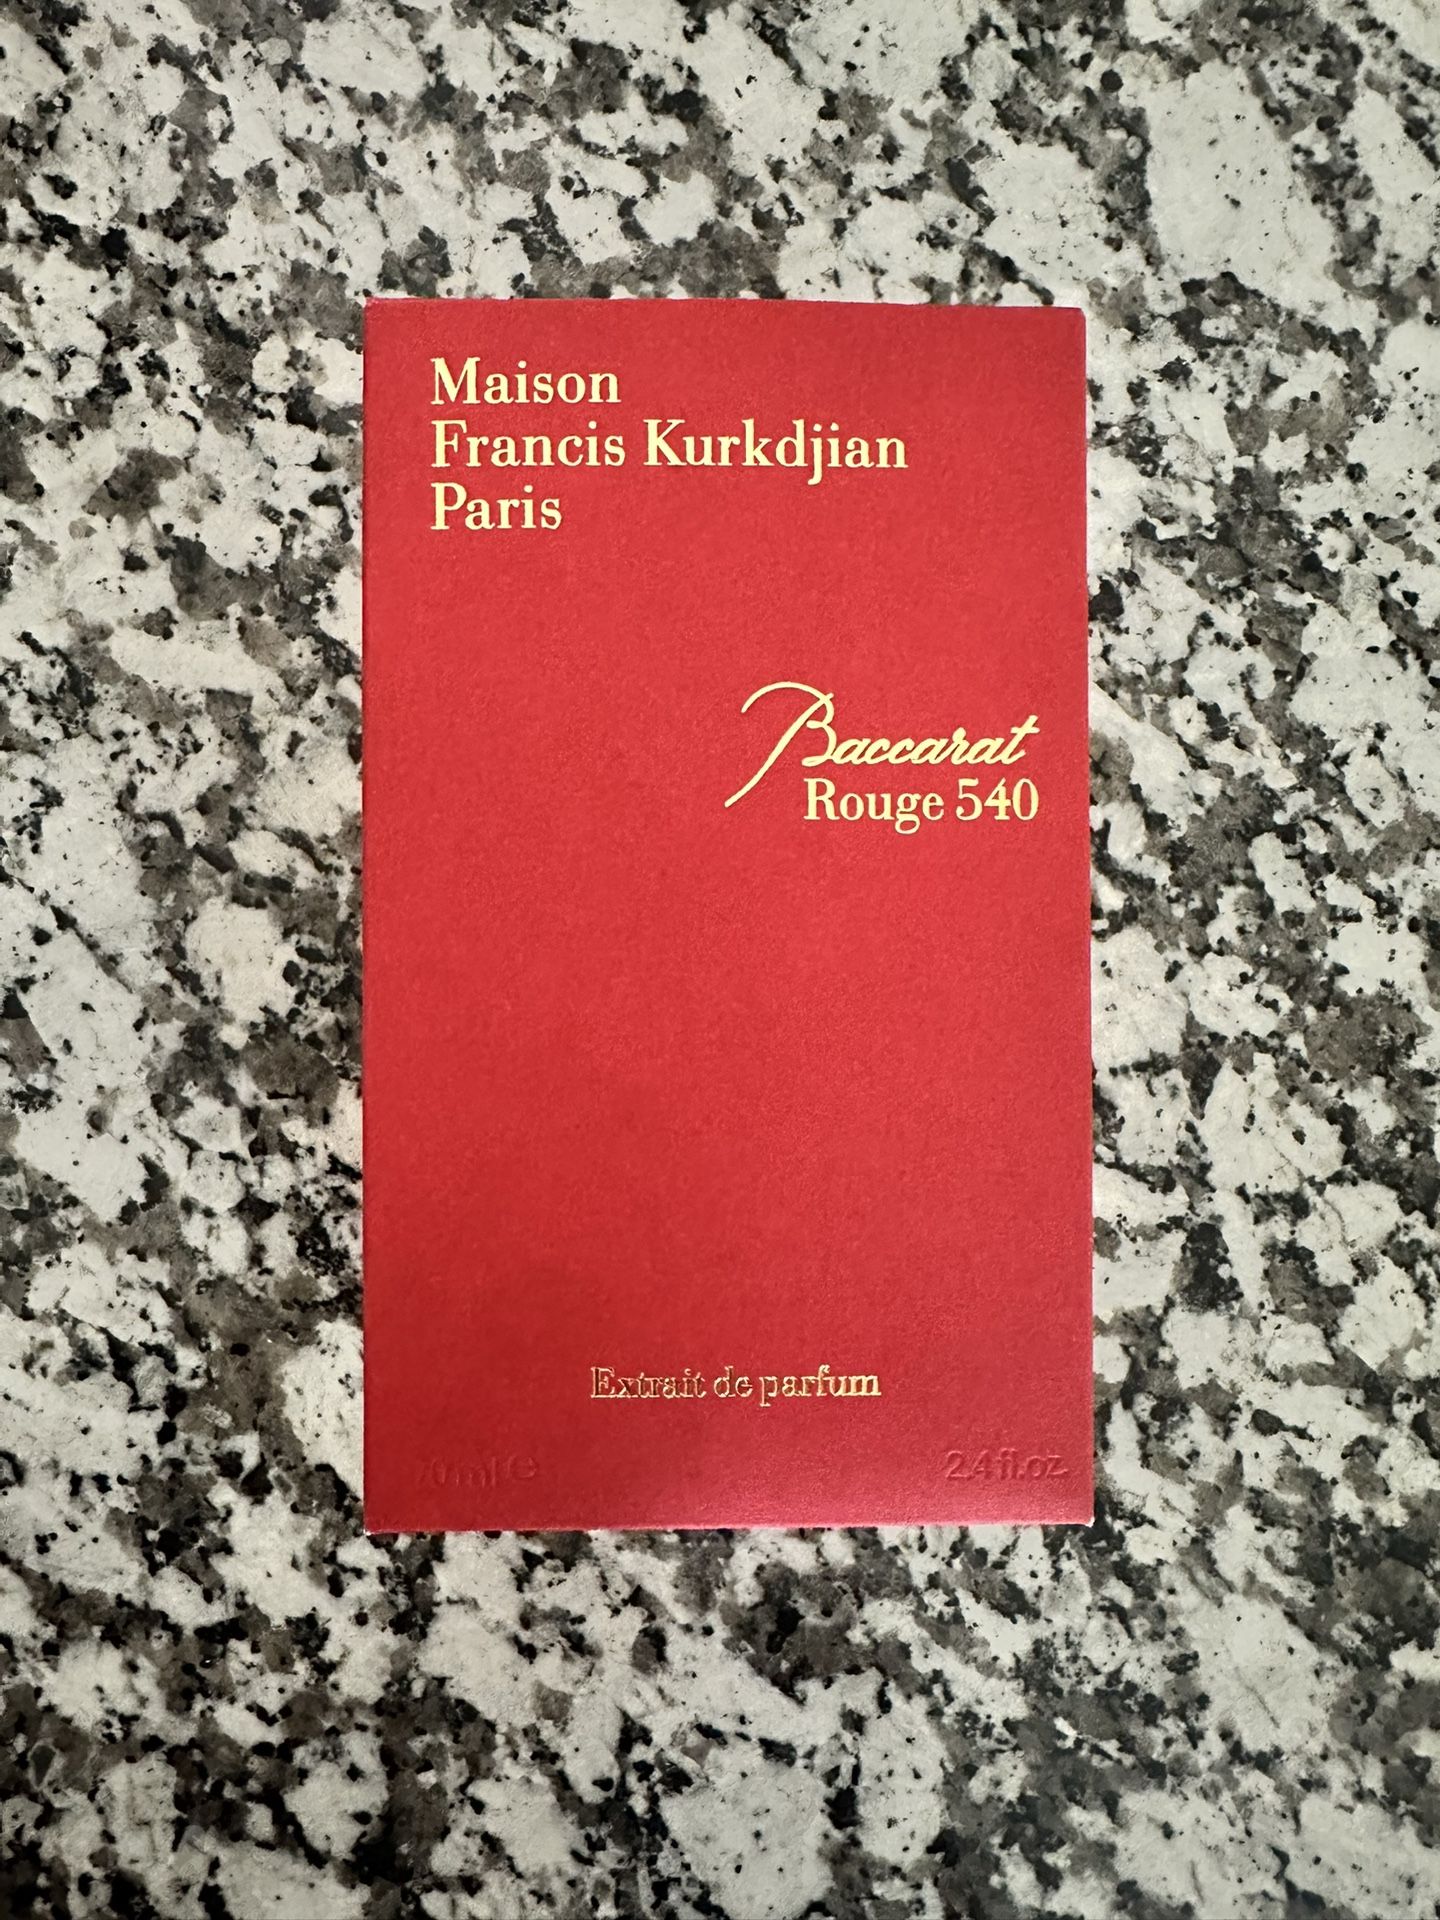 Maison
Francis Kurkdjian
Paris
Baccarat
Rouge 540
Extrait de parfum
70 ml e 2.4 fl.oz.